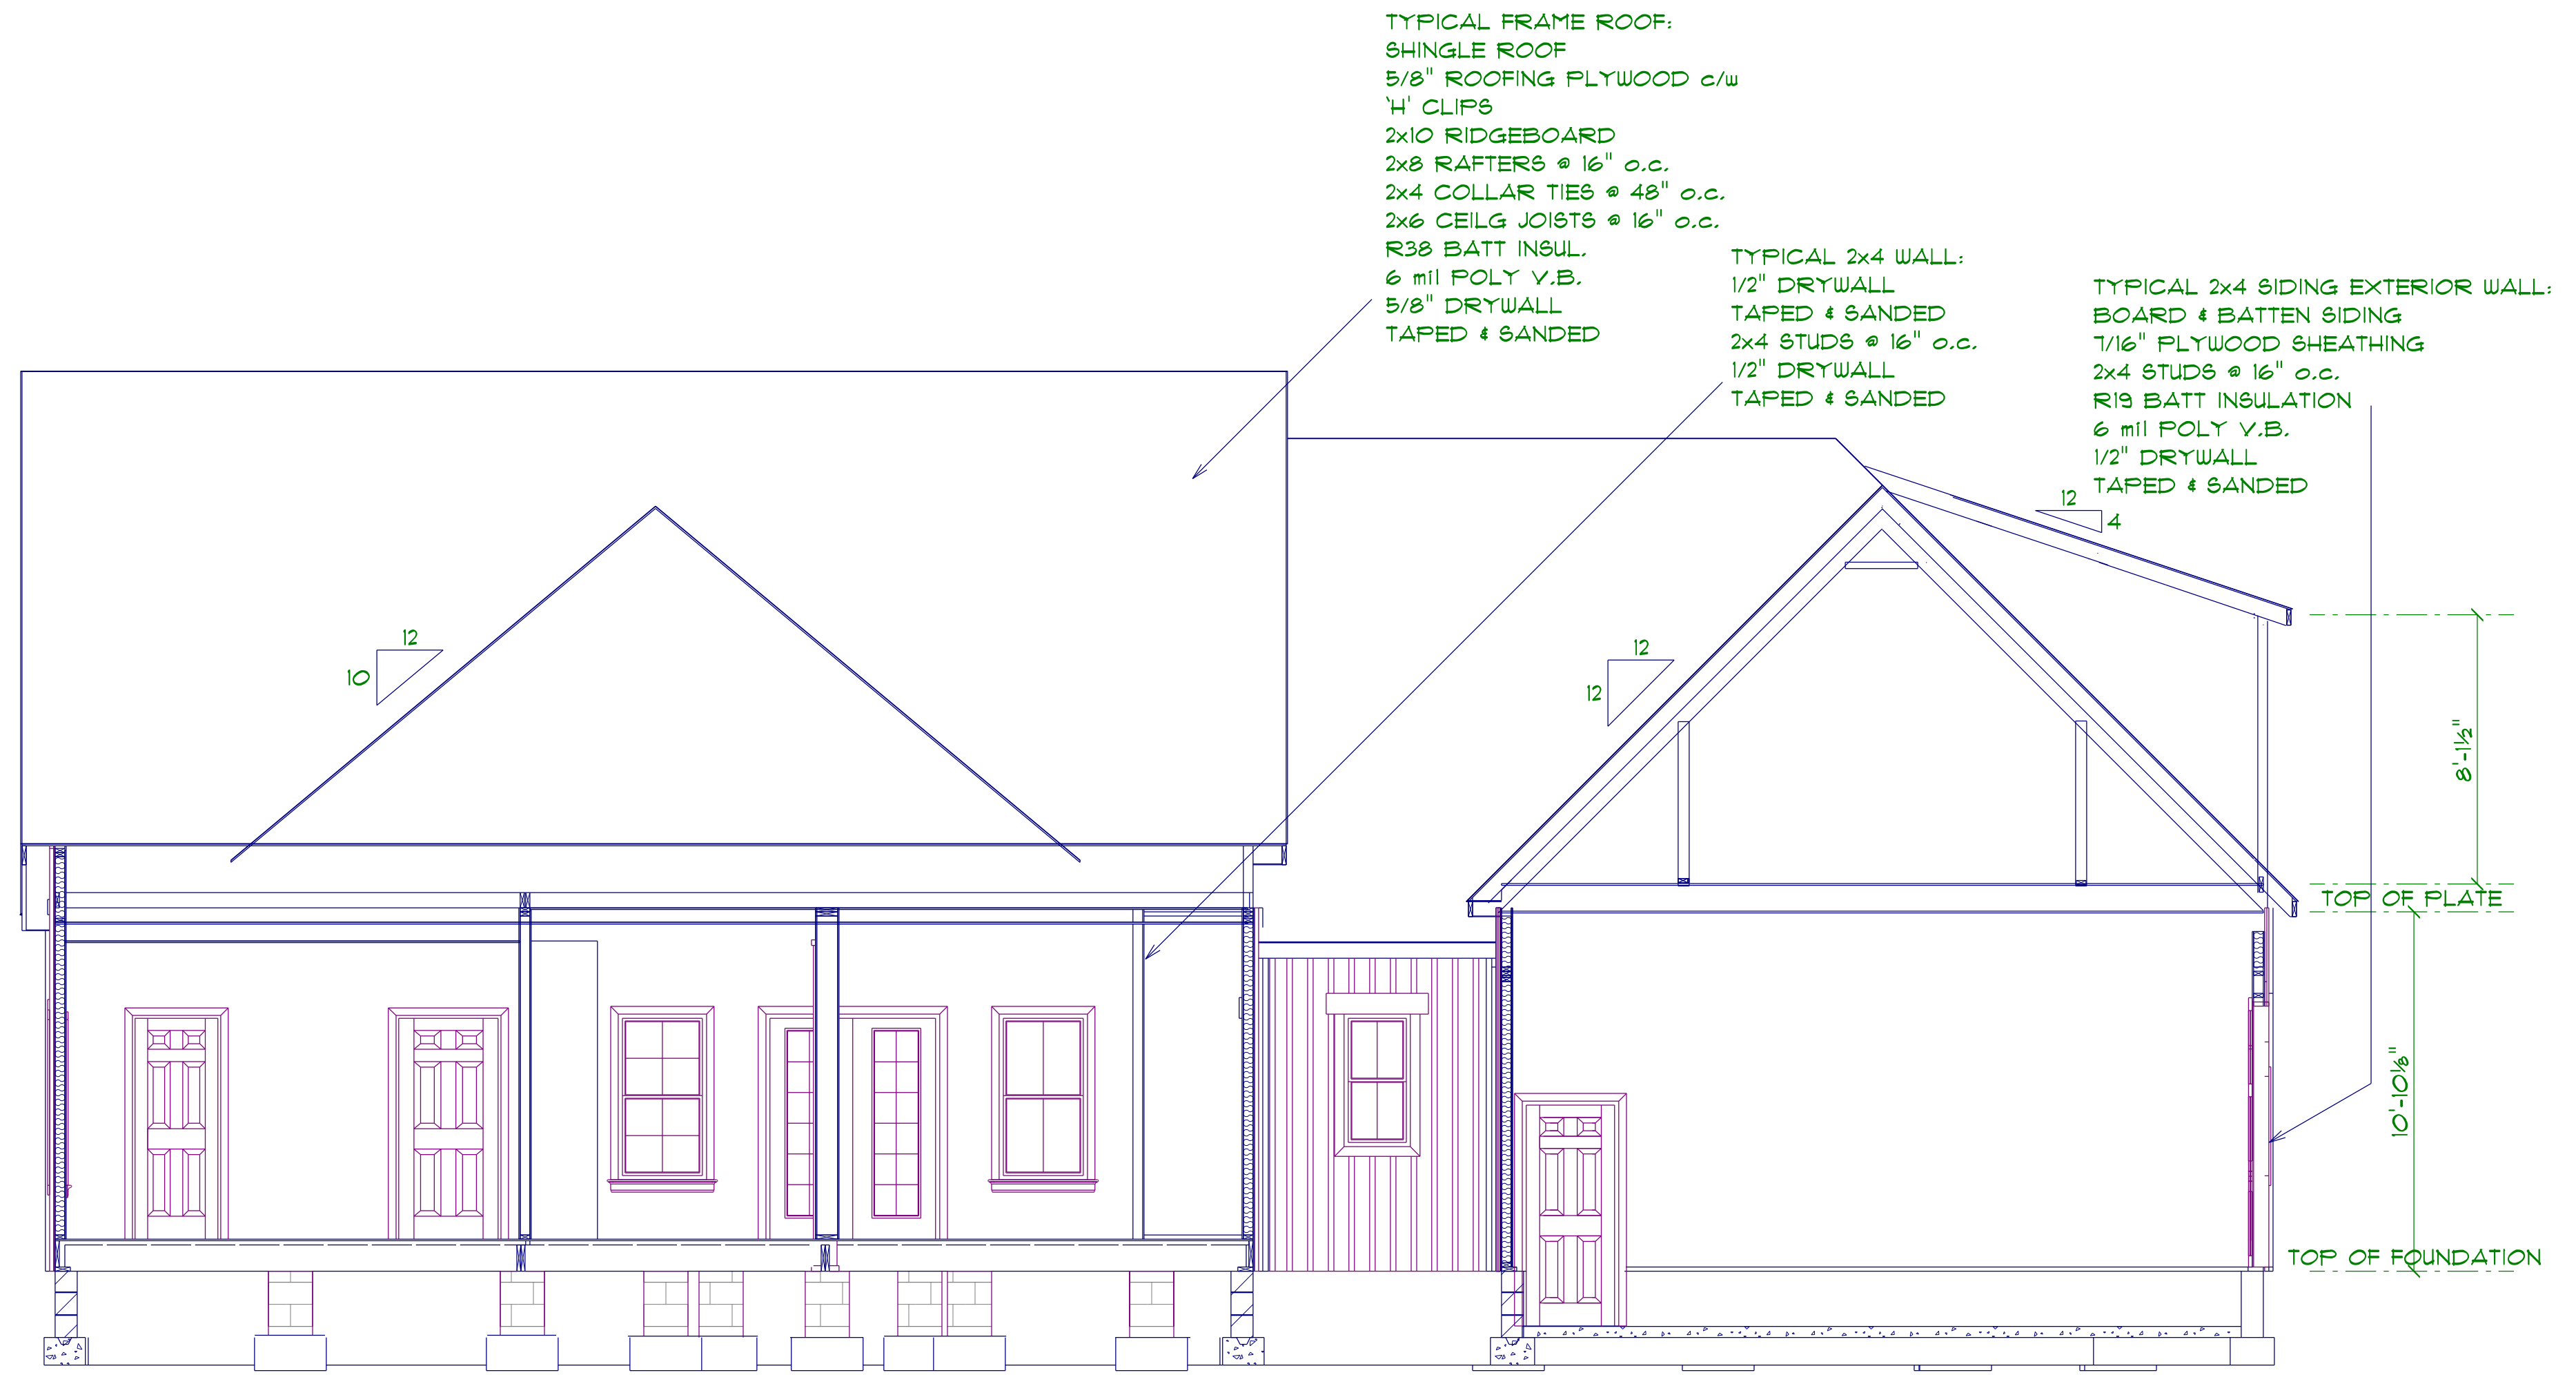 TYPICAL FRAME ROOF:
SHINGLE ROOF
5/8" ROOFING PLYWOOD c/w
'H' CLIPS
2x10 RIDGEBOARD
2x8 RAFTERS @ 16" o.c.
2x4 COLLAR TIES @ 48" o.c.
2x6 CEILG JOISTS @ 16" o.c.
R38 BATT INSUL.
6 mil POLY V.B.
5/8" DRYWALL
TAPED & SANDED
TYPICAL 2x4 WALL:
1/2" DRYWALL
TAPED & SANDED
2x4 STUDS @ 16" o.c.
1/2" DRYWALL
TAPED & SANDED
TYPICAL 2x4 SIDING EXTERIOR WALL:
BOARD & BATTEN SIDING
7/16" PLYWOOD SHEATHING
2x4 STUDS @ 16" o.c.
R19 BATT INSULATION
6 mil POLY V.B.
1/2" DRYWALL
TAPED & SANDED
12
4
12
10
12
12
8'-1½"
TOP OF PLATE
10'-10⅛"
TOP OF FOUNDATION